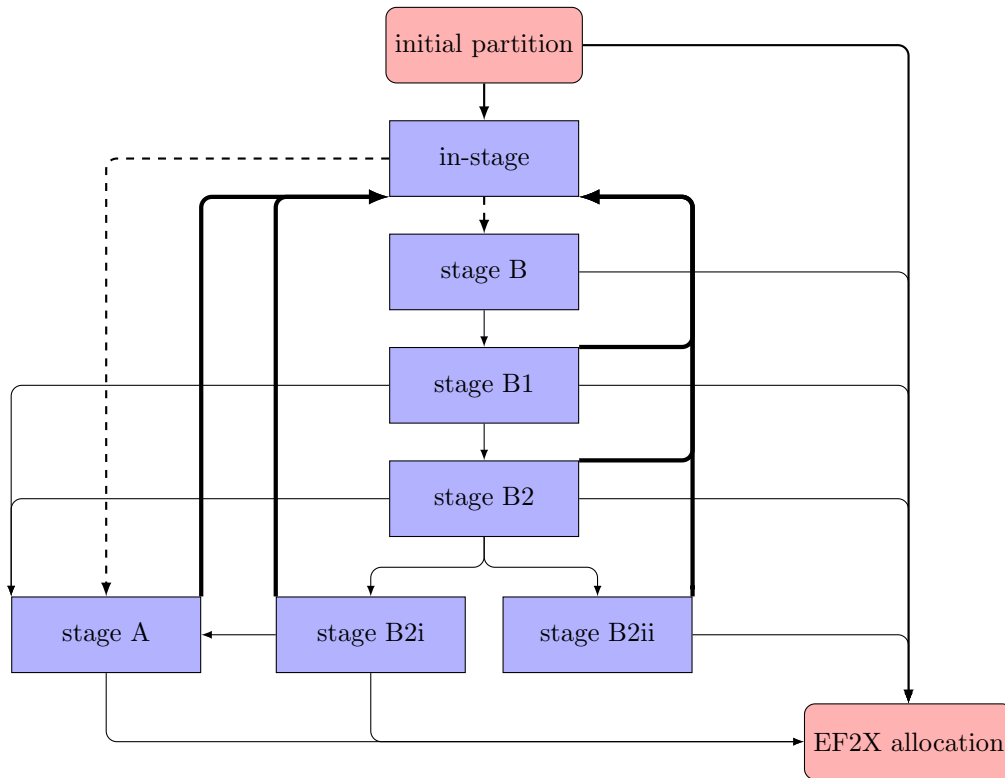 initial partition
in-stage
stage B
stage B1
stage B2
stage A
stage B2i
stage B2ii
EF2X allocation